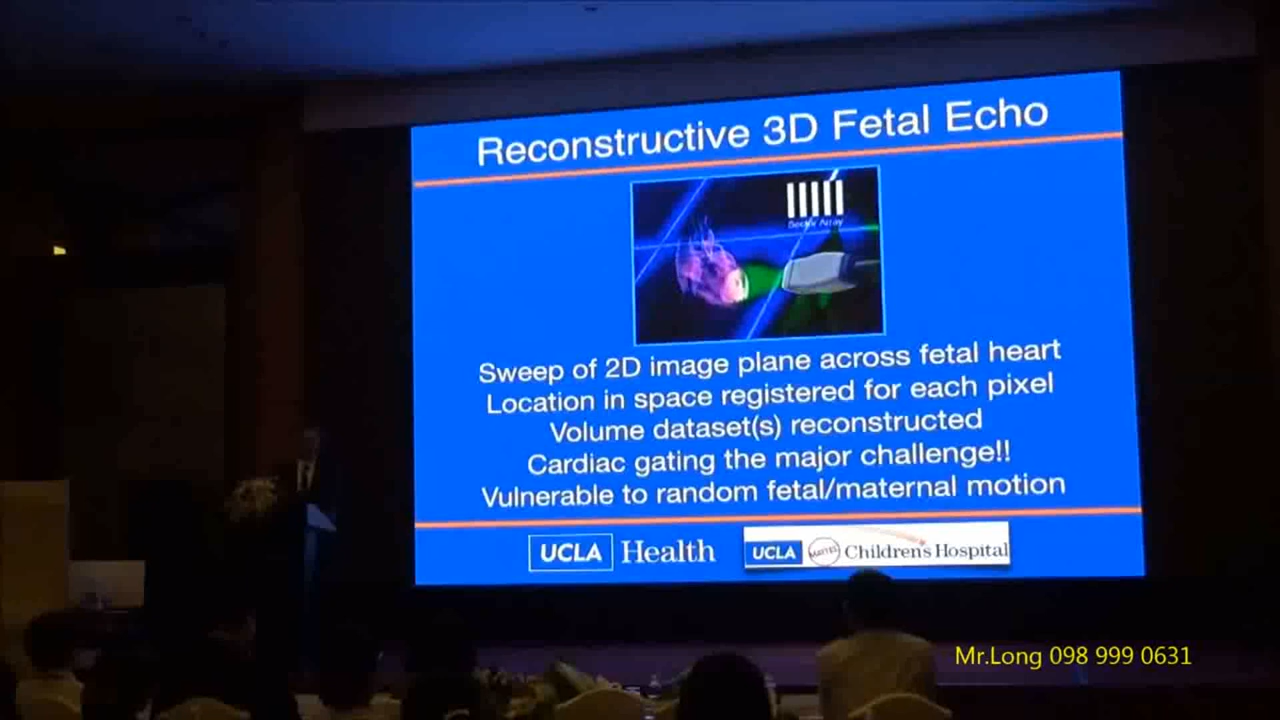 Reconstructive 3D Fetal Echo
Sweep of 2D image plane across fetal heart
Location in space registered for each pixel
Volume dataset(s) reconstructed
Cardiac gating the major challenge!!
Vulnerable to random fetal/maternal motion
UCLA Health
UCLA Mattel Children's Hospital
Mr.Long 098 999 0631